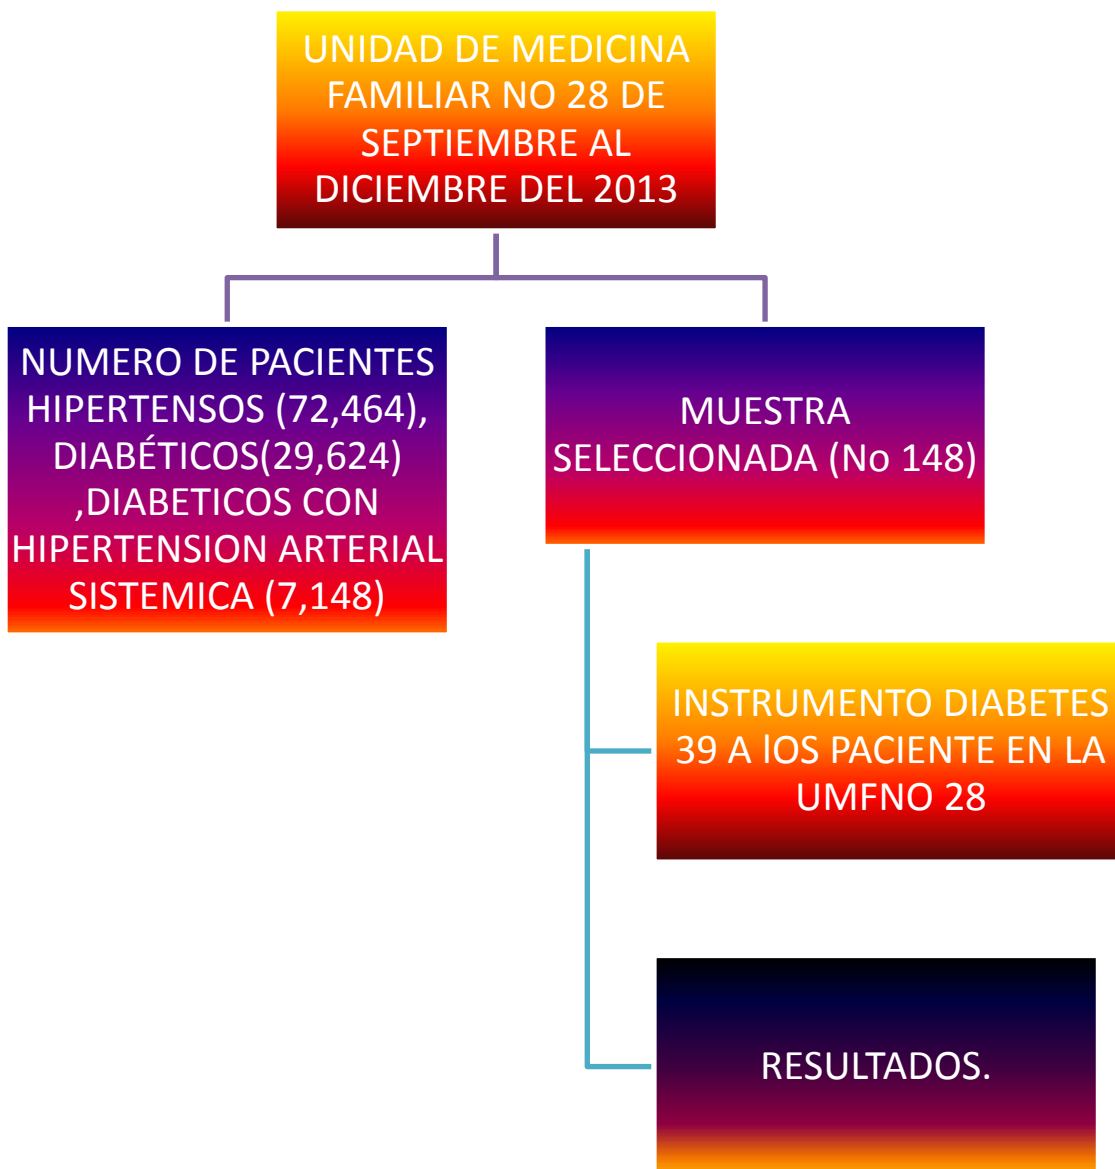 UNIDAD DE MEDICINA
FAMILIAR NO 28 DE
SEPTIEMBRE AL
DICIEMBRE DEL 2013
NUMERO DE PACIENTES
HIPERTENSOS (72,464),
DIABÉTICOS(29,624)
,DIABETICOS CON
HIPERTENSION ARTERIAL
SISTEMICA (7,148)
MUESTRA
SELECCIONADA (No 148)
INSTRUMENTO DIABETES
39 A lOS PACIENTE EN LA
UMFNO 28
RESULTADOS.